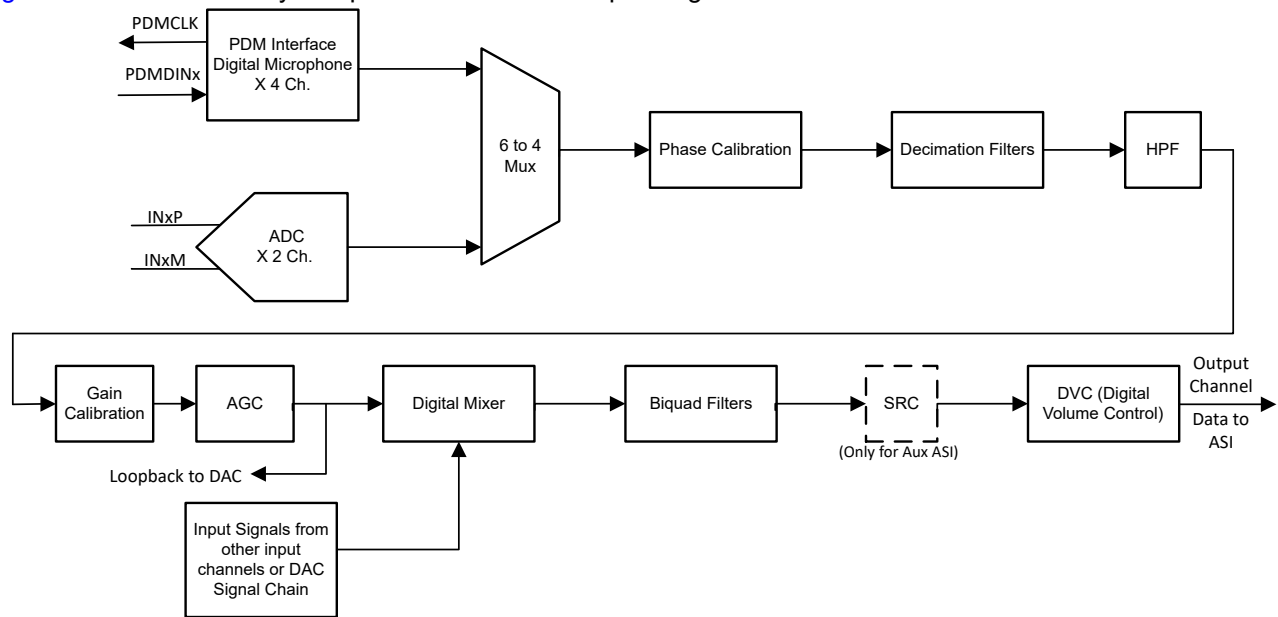 PDMCLK
PDMDINx
PDM Interface
Digital Microphone
X 4 Ch.
6 to 4
Mux
Phase Calibration
Decimation Filters
HPF
INxP
INxM
ADC
X 2 Ch.
Gain
Calibration
AGC
Digital Mixer
Biquad Filters
SRC
(Only for Aux ASI)
DVC (Digital
Volume Control)
Output
Channel
Data to
ASI
Loopback to DAC
Input Signals from
other input
channels or DAC
Signal Chain